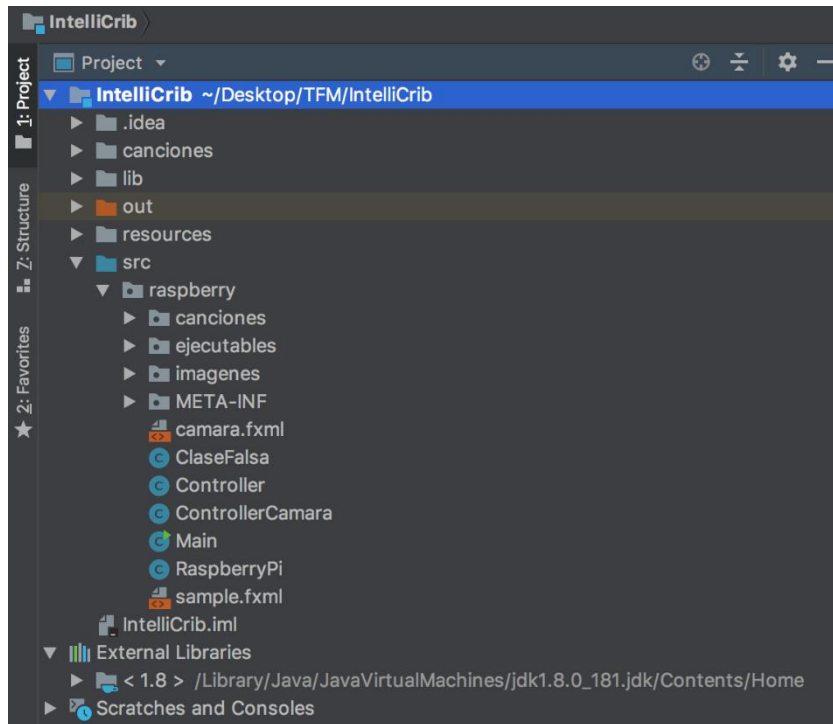 IntelliCrib
1: Project
Project
IntelliCrib ~/Desktop/TFM/IntelliCrib
.idea
canciones
lib
out
resources
src
raspberry
canciones
ejecutables
imagenes
META-INF
camara.fxml
ClaseFalsa
Controller
ControllerCamara
Main
RaspberryPi
sample.fxml
IntelliCrib.iml
External Libraries
< 1.8 > /Library/Java/JavaVirtualMachines/jdk1.8.0_181.jdk/Contents/Home
Scratches and Consoles
7: Structure
2: Favorites